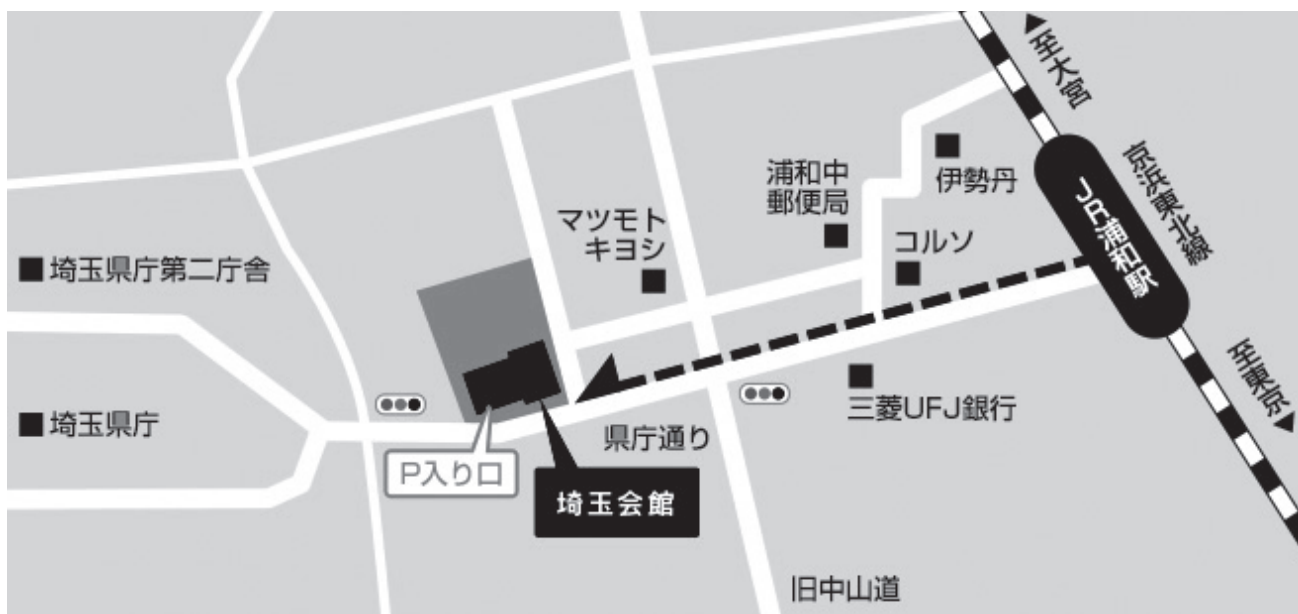 ▲至大宮
京浜東北線
JR浦和駅
至東京▼
■
伊勢丹
浦和中
郵便局
■
コルソ
■
マツモト
キヨシ
■
■埼玉県庁第二庁舎
■埼玉県庁
■
三菱UFJ銀行
県庁通り
P入り口
埼玉会館
旧中山道